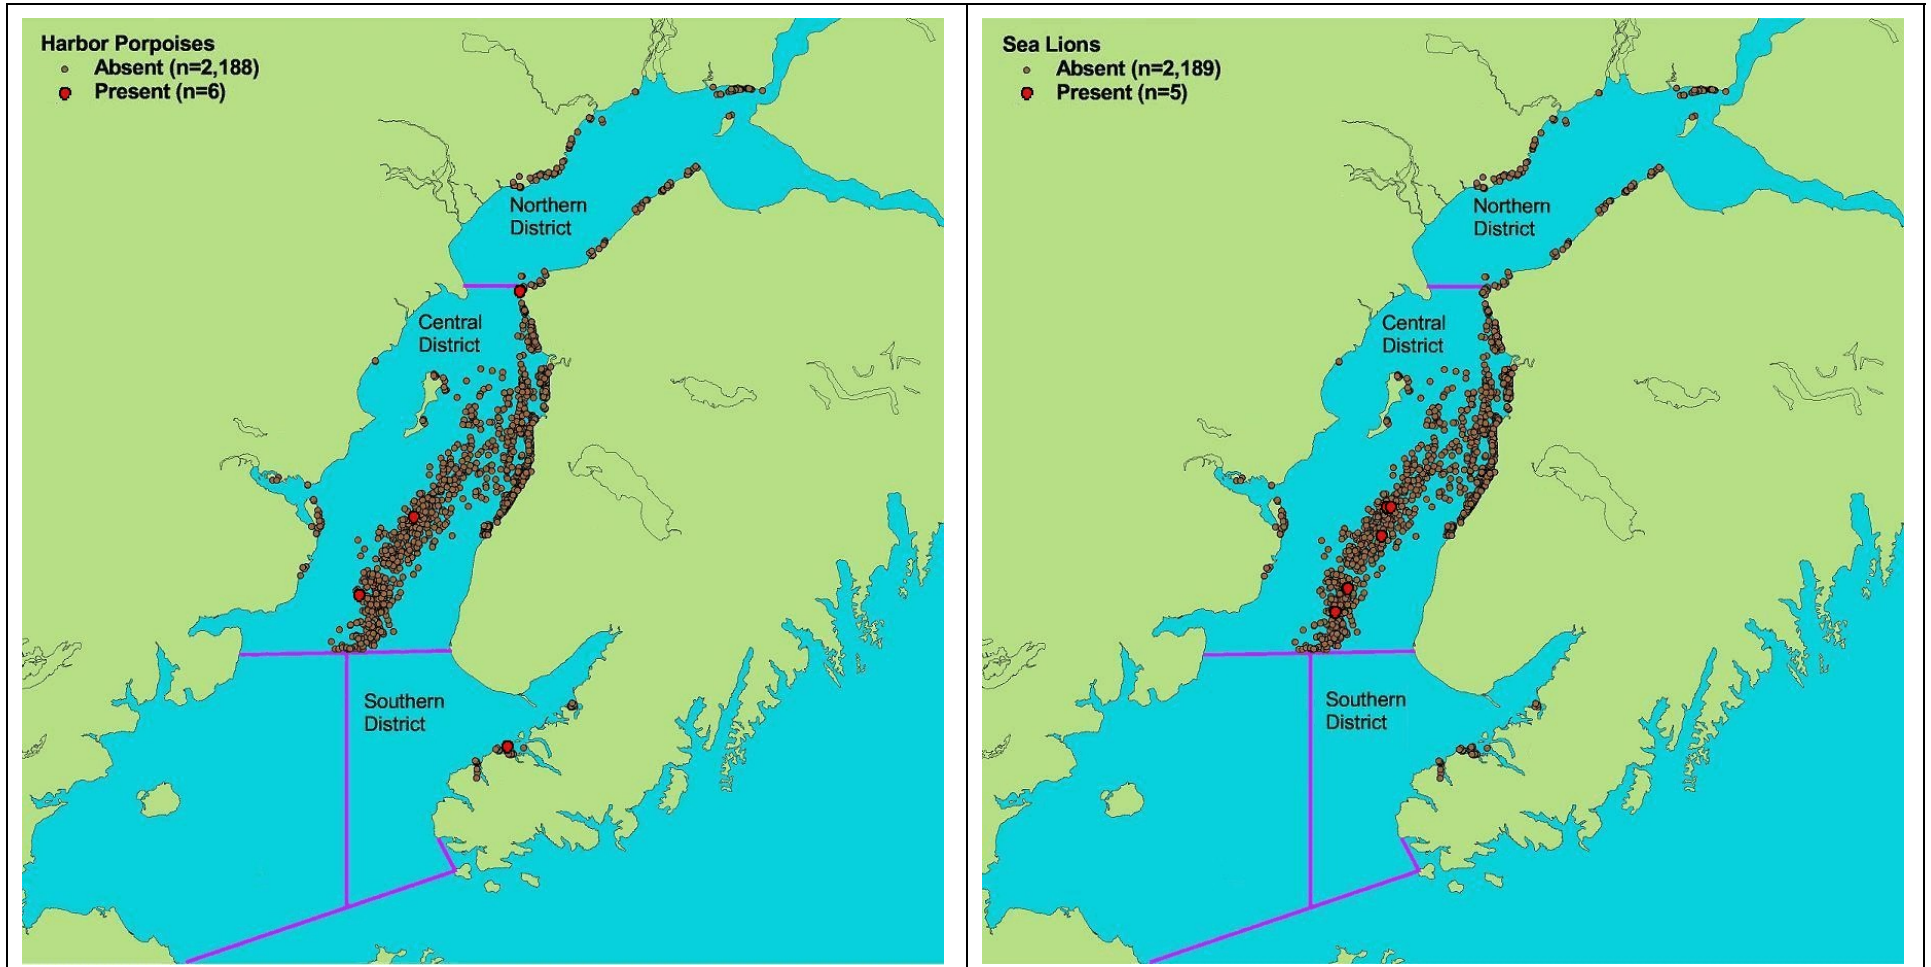 Harbor Porpoises
Absent (n=2,188)
Present (n=6)
Northern
District
Central
District
Southern
District
Sea Lions
Absent (n=2,189)
Present (n=5)
Northern
District
Central
District
Southern
District